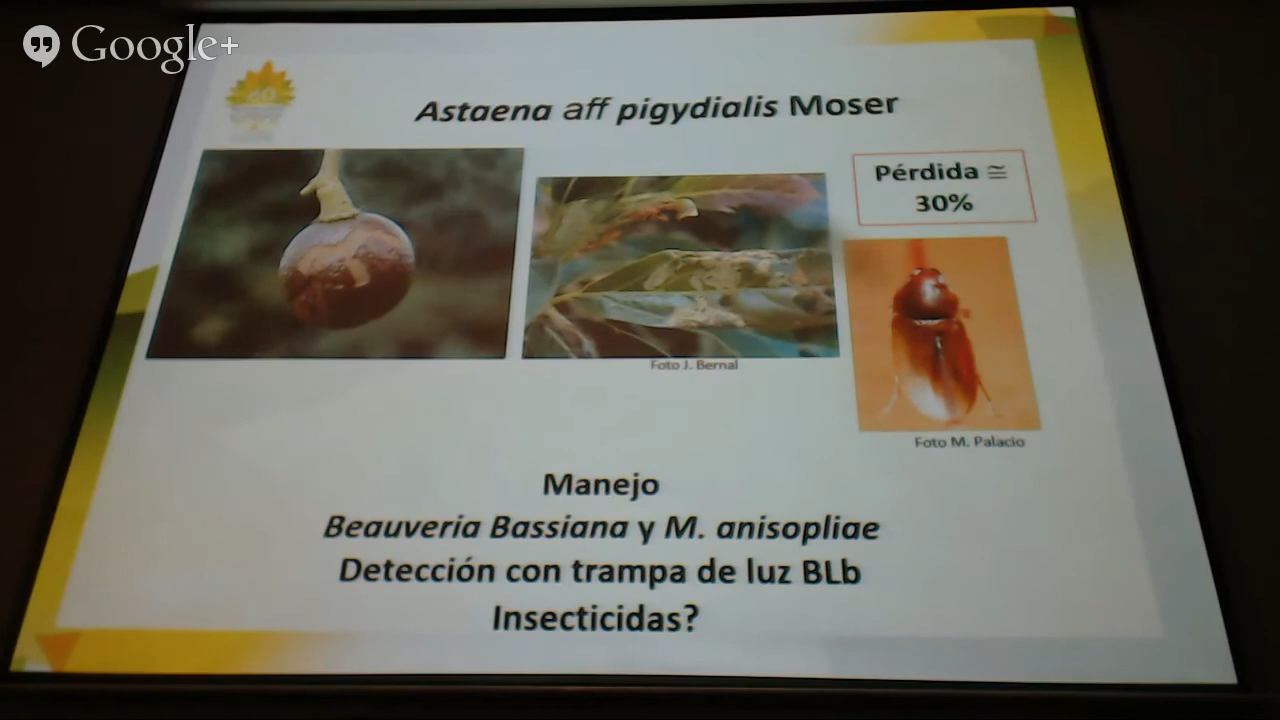 Google+
60
Astaena aff pigydialis Moser
Pérdida ≅
30%
Foto J. Bernal
Foto M. Palacio
Manejo
Beauveria Bassiana y M. anisopliae
Detección con trampa de luz BLb
Insecticidas?